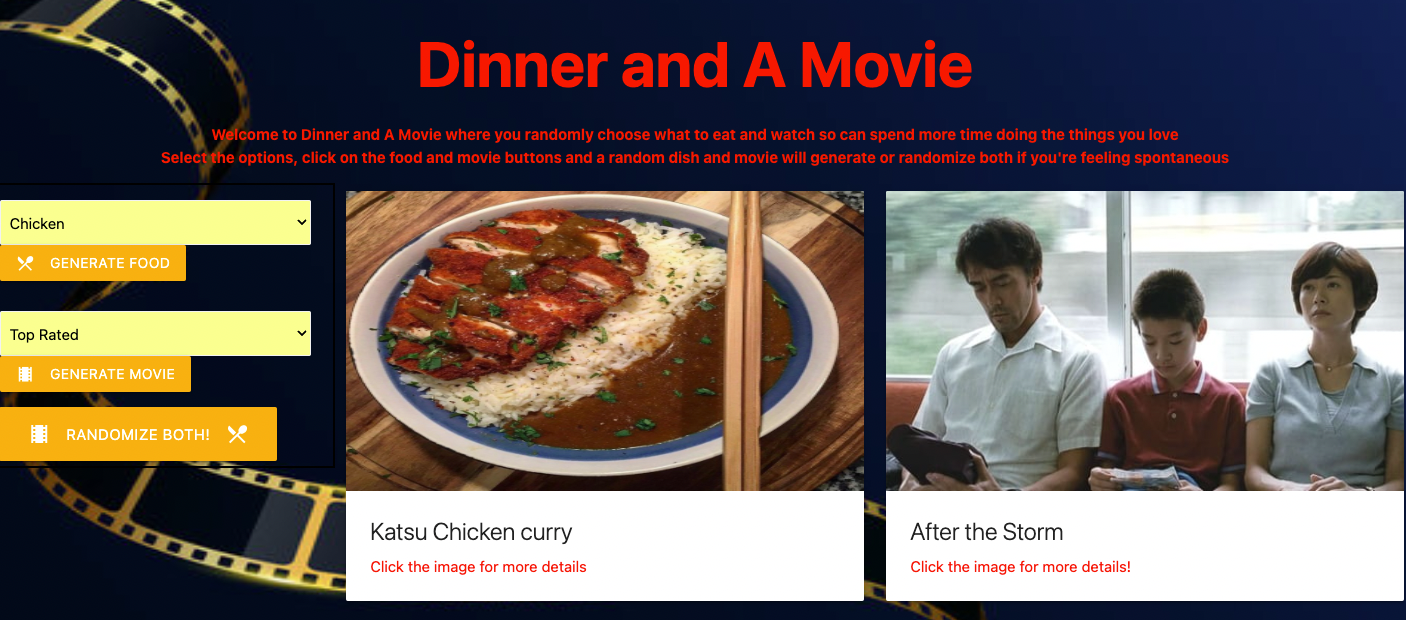 Dinner and A Movie
Welcome to Dinner and A Movie where you randomly choose what to eat and watch so can spend more time doing the things you love
Select the options, click on the food and movie buttons and a random dish and movie will generate or randomize both if you're feeling spontaneous
Chicken
GENERATE FOOD
Top Rated
GENERATE MOVIE
RANDOMIZE BOTH!
Katsu Chicken curry
Click the image for more details
After the Storm
Click the image for more details!